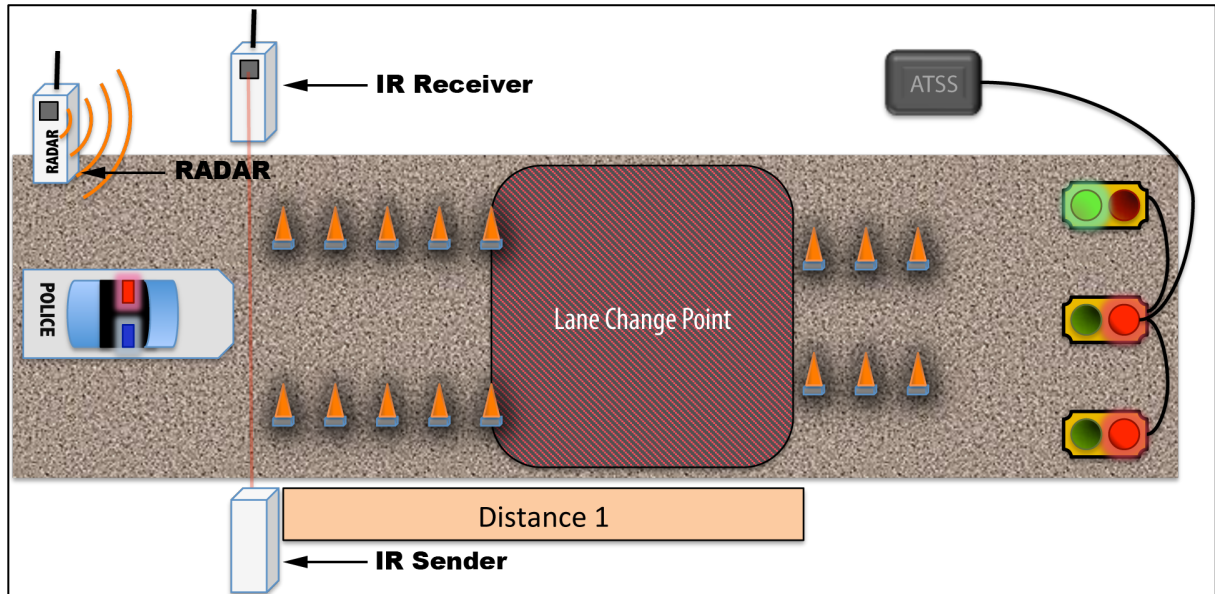 IR Receiver
ATSS
RADAR
RADAR
POLICE
Lane Change Point
Distance 1
IR Sender